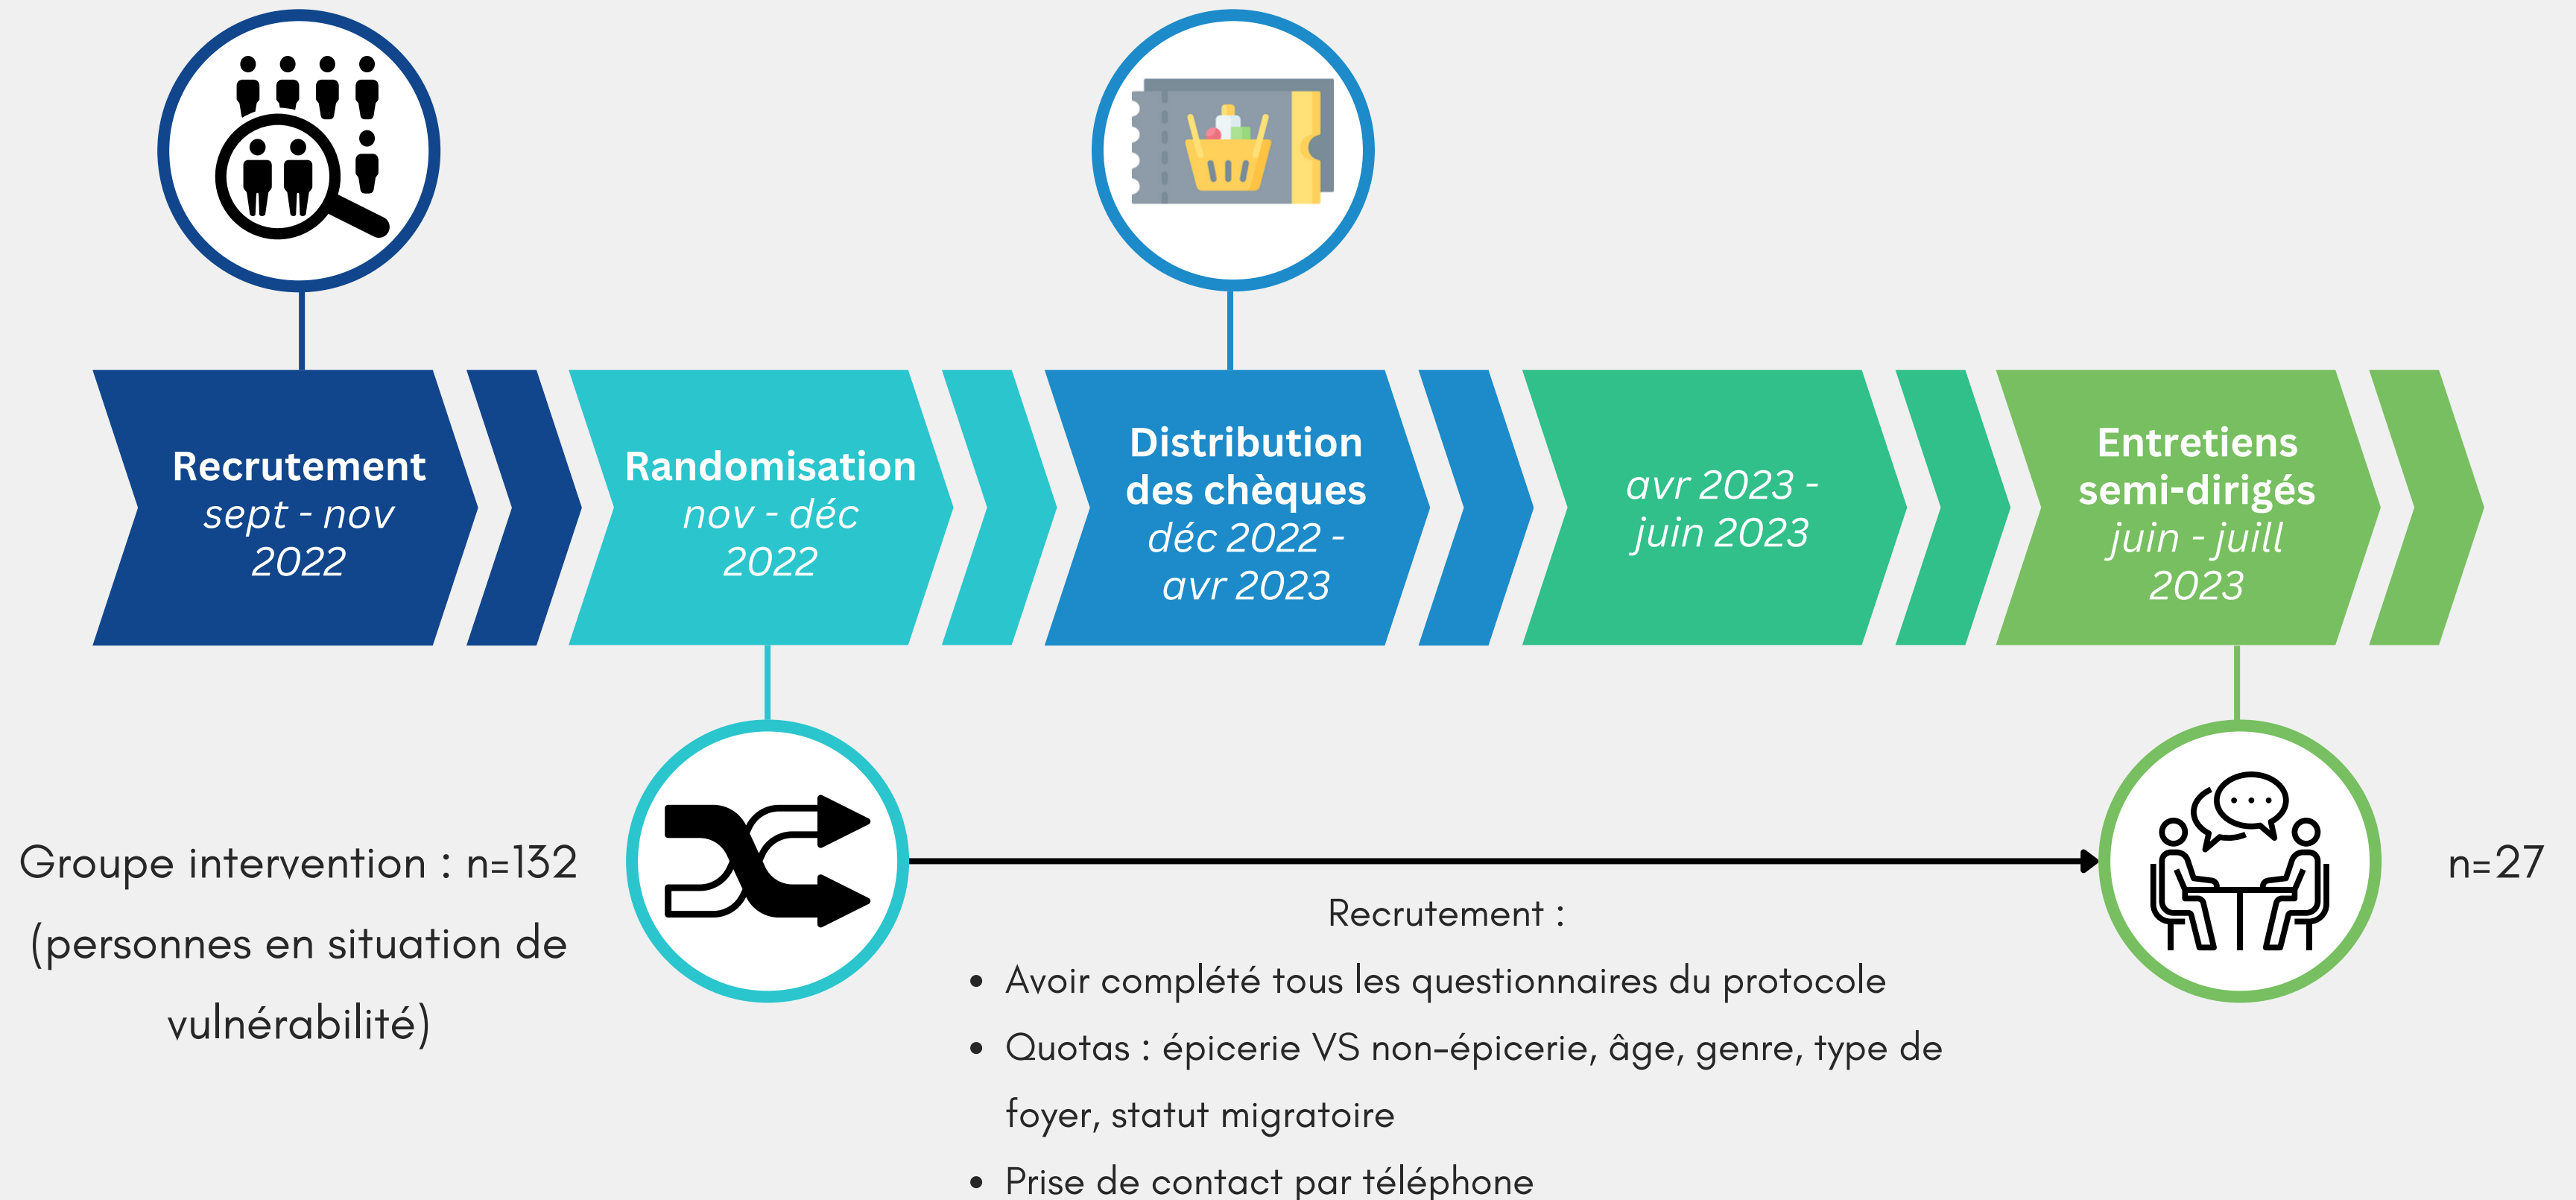 Recrutement
sept - nov
2022
Randomisation
nov - déc
2022
Distribution
des chèques
déc 2022 -
avr 2023
avr 2023 -
juin 2023
Entretiens
semi-dirigés
juin - juill
2023
Groupe intervention : n=132
(personnes en situation de
vulnérabilité)
n=27
Recrutement :
• Avoir complété tous les questionnaires du protocole
• Quotas : épicerie VS non-épicerie, âge, genre, type de
foyer, statut migratoire
• Prise de contact par téléphone